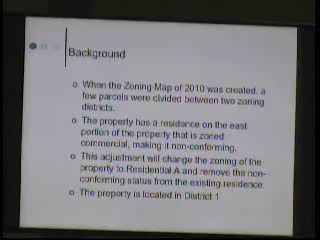 Background
When the Zoning Map of 2010 was created, a
few parcels were divided between two zoning
districts.
The property has a residence on the east
portion of the property that is zoned
commercial, making it non-conforming.
This adjustment will change the zoning of the
property to Residential A and remove the non-
conforming status from the existing residence.
The property is located in District 1